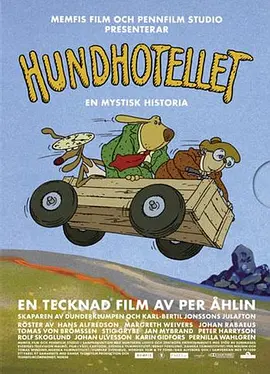 MEMFIS FILM OCH PENNFILM STUDIO
PRESENTERAR
HUNDHOTELLET
EN MYSTISK HISTORIA
EN TECKNAD FILM AV PER ÅHLIN
SKAPAREN AV DUNDERKLUMPEN OCH KARL-BERTIL JONSSONS JULAFTON
RÖSTER AV HANS ALFREDSON, MARGRETH WEIVERS, JOHAN RABAEUS
TOMAS VON BRÖMSSEN, STIG GRYBE, JAN MYBRAND, PETER HARRYSON
ROLF SKOGLUND, JOHAN ULVESON, KARIN GIDFORS, PERNILLA WAHLGREN